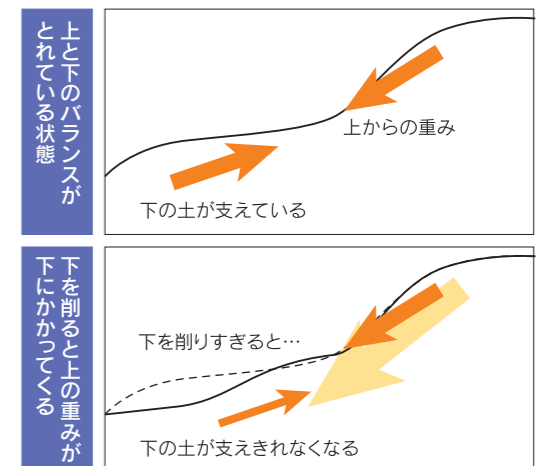 上と下のバランスが
とれている状態
上からの重み
下の土が支えている
下を削ると上の重みが
下にかかってくる
下を削りすぎると…
下の土が支えきれなくなる